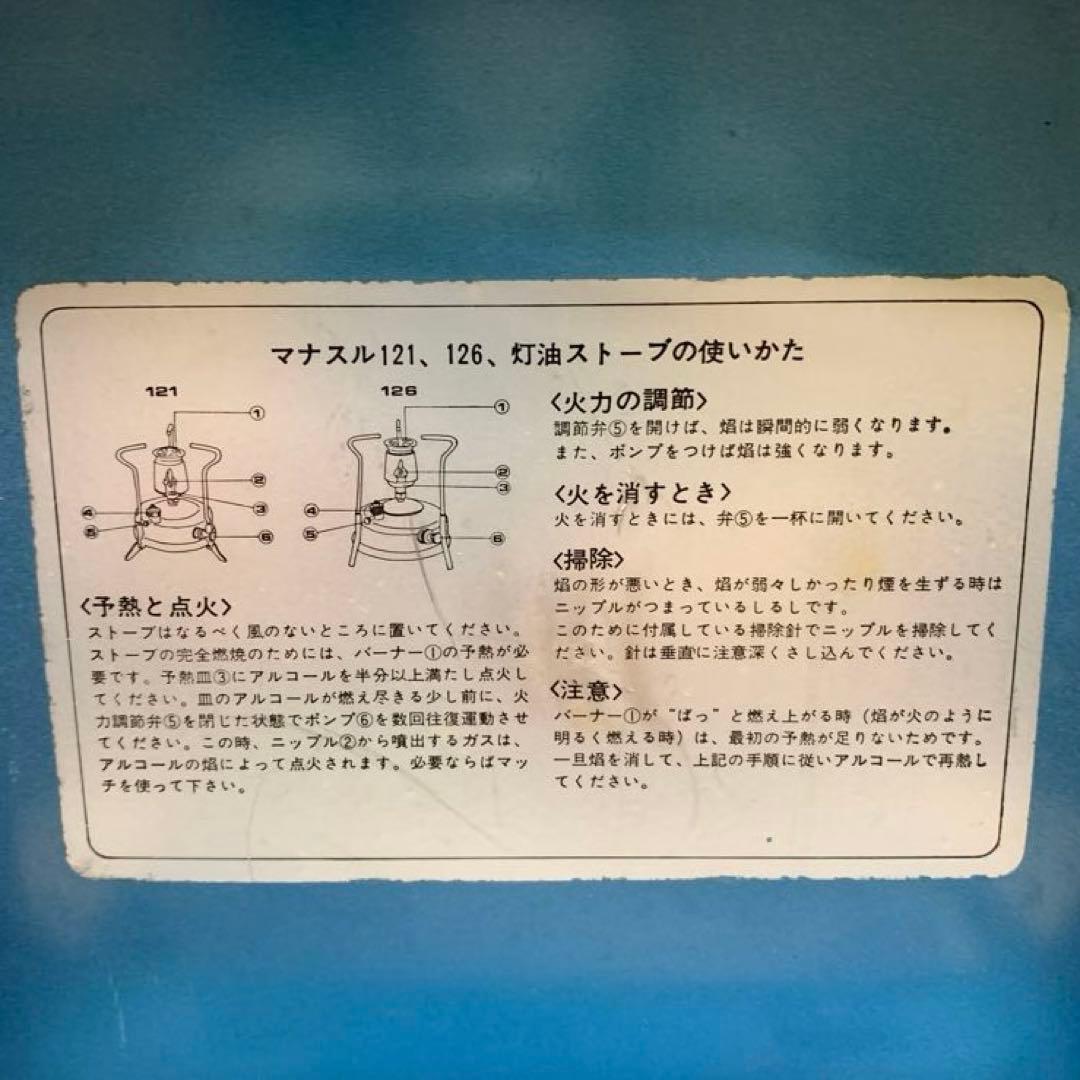 マナスル121、126、灯油ストーブの使いかた
121
①
②
③
④
⑤
⑥
126
①
②
③
④
⑤
⑥
〈予熱と点火〉
ストーブはなるべく風のないところに置いてください。
ストーブの完全燃焼のためには、バーナー①の予熱が必
要です。予熱皿③にアルコールを半分以上満たし点火し
てください。皿のアルコールが燃え尽きる少し前に、火
力調節弁⑤を閉じた状態でポンプ⑥を数回往復運動させ
てください。この時、ニップル②から噴出するガスは、
アルコールの焰によって点火されます。必要ならばマッ
チを使って下さい。
〈火力の調節〉
調節弁⑤を開けば、焰は瞬間的に弱くなります。
また、ポンプをつけば焰は強くなります。
〈火を消すとき〉
火を消すときには、弁⑤を一杯に開いてください。
〈掃除〉
焰の形が悪いとき、焰が弱々しかったり煙を生ずる時は
ニップルがつまっているしるしです。
このために付属している掃除針でニップルを掃除してく
ださい。針は垂直に注意深くさし込んでください。
〈注意〉
バーナー①が“ばっ”と燃え上がる時（焰が火のように
明るく燃える時）は、最初の予熱が足りないためです。
一旦焰を消して、上記の手順に従いアルコールで再熱し
てください。